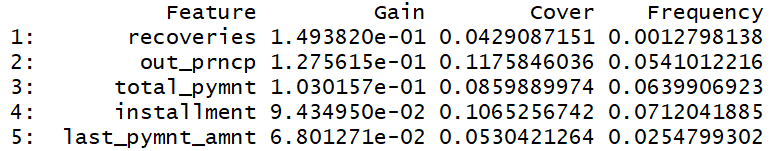 Feature Gain Cover Frequency
1: recoveries 1.493820e-01 0.0429087151 0.0012798138
2: out_prncp 1.275615e-01 0.1175846036 0.0541012216
3: total_pymnt 1.030157e-01 0.0859889974 0.0639906923
4: installment 9.434950e-02 0.1065256742 0.0712041885
5: last_pymnt_amnt 6.801271e-02 0.0530421264 0.0254799302